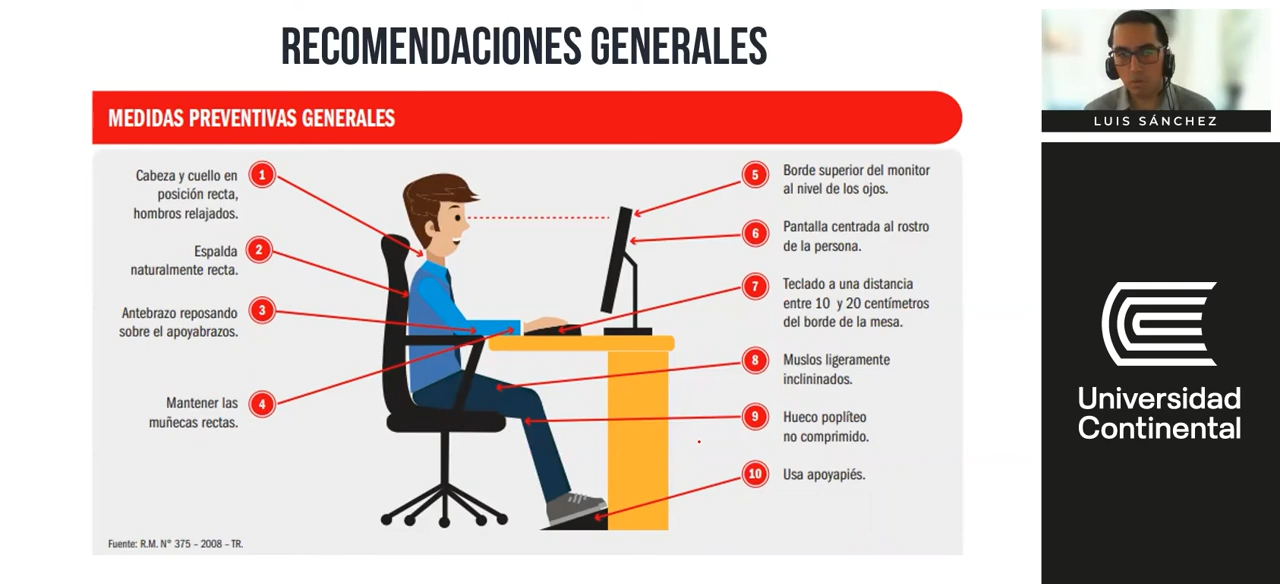 RECOMENDACIONES GENERALES
MEDIDAS PREVENTIVAS GENERALES
1
Cabeza y cuello en
posición recta,
hombros relajados.
2
Espalda
naturalmente recta.
3
Antebrazo reposando
sobre el apoyabrazos.
4
Mantener las
muñecas rectas.
5
Borde superior del monitor
al nivel de los ojos.
6
Pantalla centrada al rostro
de la persona.
7
Teclado a una distancia
entre 10 y 20 centímetros
del borde de la mesa.
8
Muslos ligeramente
inclininados.
9
Hueco poplíteo
no comprimido.
10
Usa apoyapiés.
Fuente: R.M. N° 375 - 2008 - TR.
LUIS SÁNCHEZ
Universidad
Continental